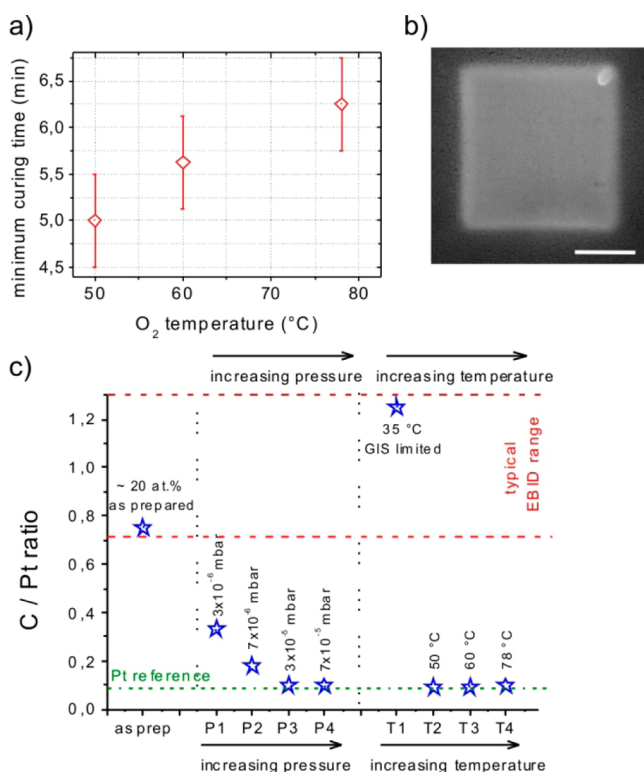 a)
minimum curing time (min)
6,5
6,0
5,5
5,0
4,5
50 60 70 80
O₂ temperature (°C)
b)
c)
increasing pressure
increasing temperature
C / Pt ratio
1,2
1,0
0,8
0,6
0,4
0,2
0,0
~ 20 at.%
as prepared
3x10⁻⁶ mbar
7x10⁻⁶ mbar
3x10⁻⁵ mbar
7x10⁻⁵ mbar
35 °C
GIS limited
typical
EBID range
50 °C
60 °C
78 °C
Pt reference
as prep P1 P2 P3 P4 T1 T2 T3 T4
increasing pressure
increasing temperature